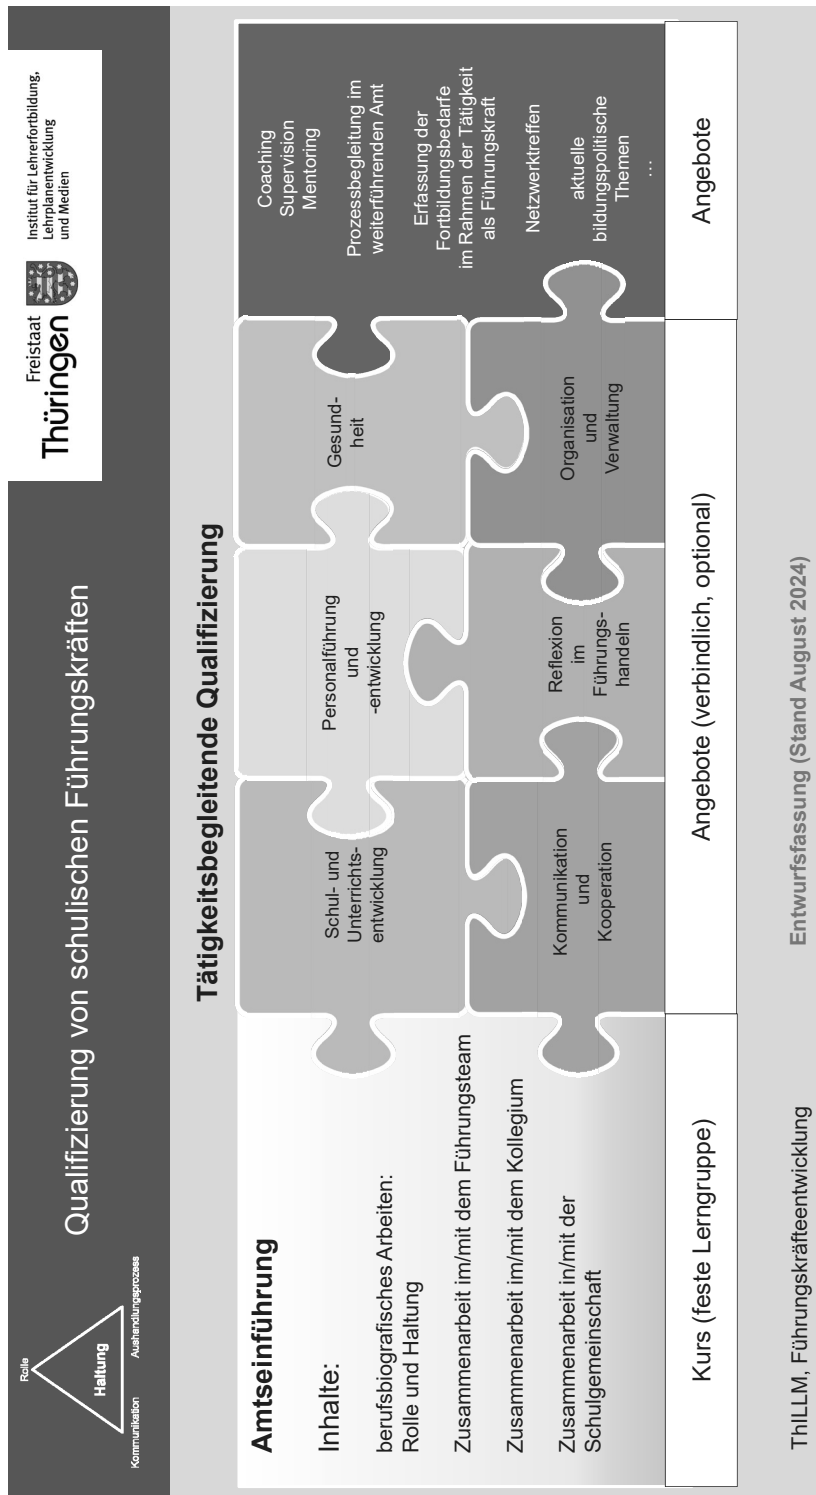 Rolle
Haltung
Kommunikation
Aushandlungsprozess
Qualifizierung von schulischen Führungskräften
Freistaat
Thüringen
Institut für Lehrerfortbildung,
Lehrplanentwicklung
und Medien
Tätigkeitsbegleitende Qualifizierung
Amtseinführung
Inhalte:
berufsbiografisches Arbeiten:
Rolle und Haltung
Zusammenarbeit im/mit dem Führungsteam
Zusammenarbeit im/mit dem Kollegium
Zusammenarbeit in/mit der
Schulgemeinschaft
Schul- und
Unterrichts-
entwicklung
Personalführung
und
-entwicklung
Gesund-
heit
Kommunikation
und
Kooperation
Reflexion
im
Führungs-
handeln
Organisation
und
Verwaltung
Coaching
Supervision
Mentoring
Prozessbegleitung im
weiterführenden Amt
Erfassung der
Fortbildungsbedarfe
im Rahmen der Tätigkeit
als Führungskraft
Netzwerktreffen
aktuelle
bildungspolitische
Themen
…
Kurs (feste Lerngruppe)
Angebote (verbindlich, optional)
Angebote
ThILLM, Führungskräfteentwicklung
Entwurfsfassung (Stand August 2024)